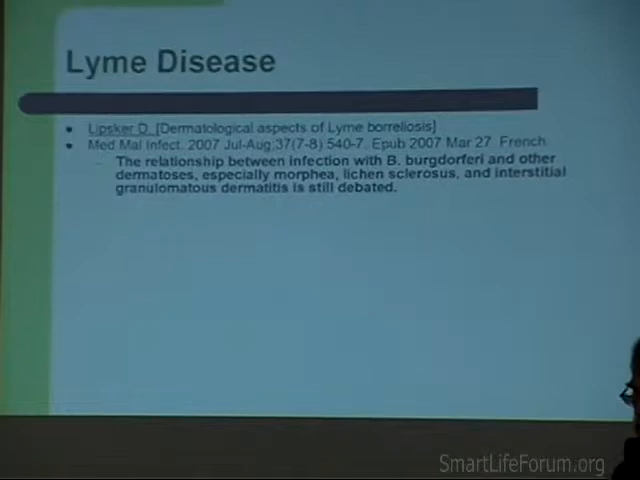 Lyme Disease
Lipsker D. [Dermatological aspects of Lyme borreliosis]
Med Mal Infect. 2007 Jul-Aug;37(7-8) 540-7. Epub 2007 Mar 27. French.
– The relationship between infection with B. burgdorferi and other
dermatoses, especially morphea, lichen sclerosus, and interstitial
granulomatous dermatitis is still debated.
SmartLifeForum.org